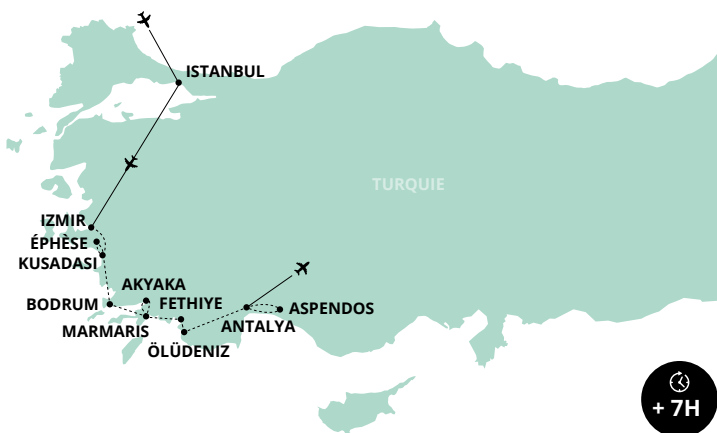 ISTANBUL
TURQUIE
IZMIR
ÉPHÈSE
KUSADASI
AKYAKA
BODRUM
FETHIYE
ASPENDOS
MARMARIS
ANTALYA
ÖLÜDENIZ
+ 7H